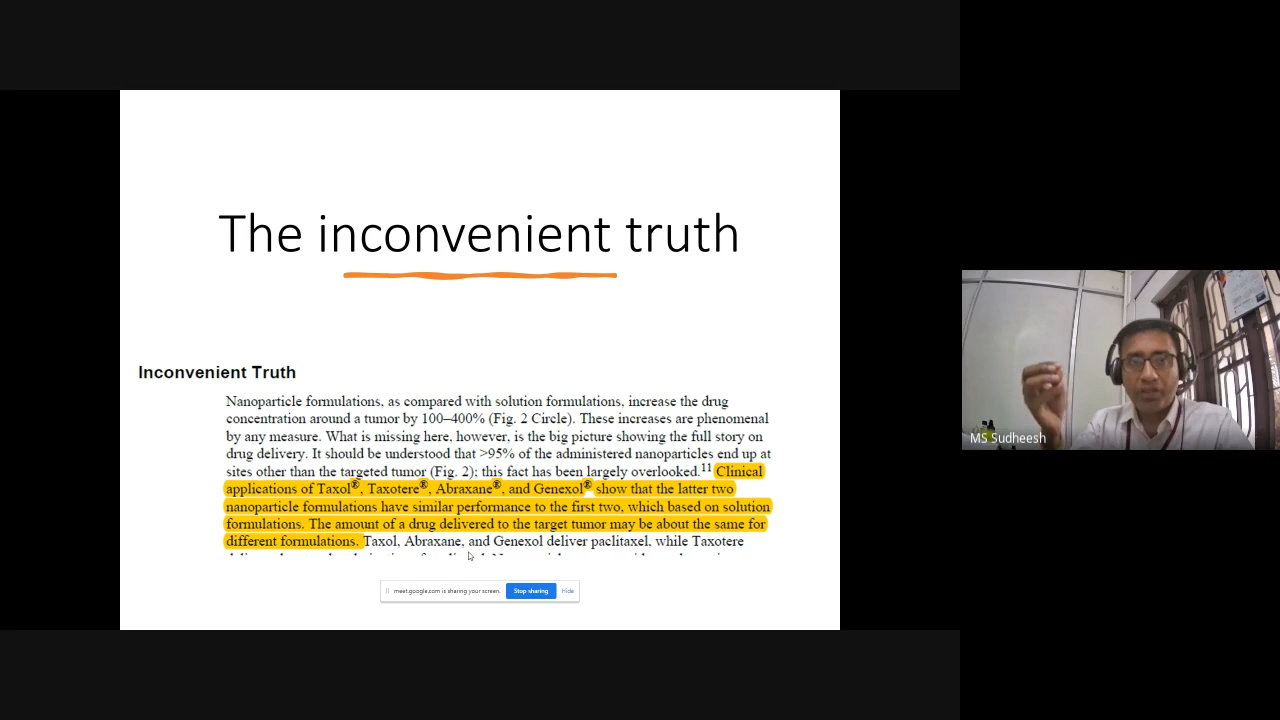 The inconvenient truth
Inconvenient Truth
Nanoparticle formulations, as compared with solution formulations, increase the drug
concentration around a tumor by 100–400% (Fig. 2 Circle). These increases are phenomenal
by any measure. What is missing here, however, is the big picture showing the full story on
drug delivery. It should be understood that >95% of the administered nanoparticles end up at
sites other than the targeted tumor (Fig. 2); this fact has been largely overlooked.11 Clinical
applications of Taxol®, Taxotere®, Abraxane®, and Genexol® show that the latter two
nanoparticle formulations have similar performance to the first two, which based on solution
formulations. The amount of a drug delivered to the target tumor may be about the same for
different formulations. Taxol, Abraxane, and Genexol deliver paclitaxel, while Taxotere
meet.google.com is sharing your screen.
Stop sharing
Hide
MS Sudheesh